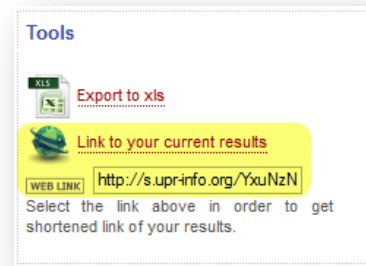 Tools
XLS
Export to xls
Link to your current results
WEB LINK http://s.upr-info.org/YxuNzN
Select the link above in order to get
shortened link of your results.